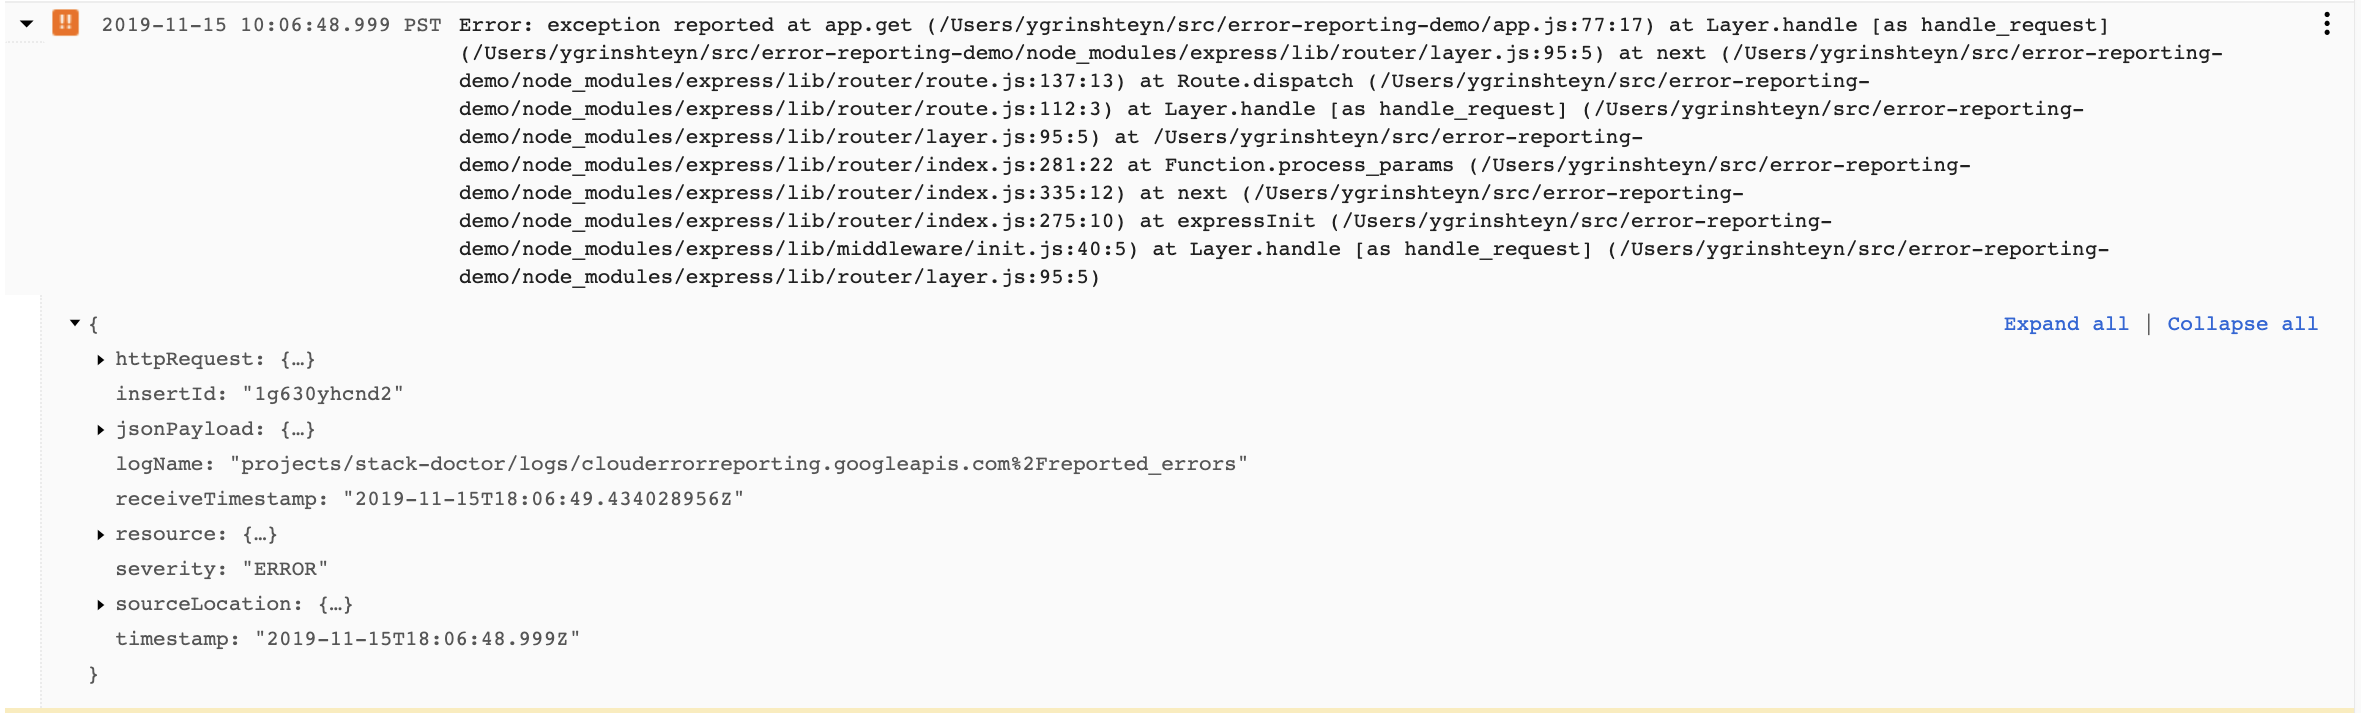 2019-11-15 10:06:48.999 PST Error: exception reported at app.get (/Users/ygrinshteyn/src/error-reporting-demo/app.js:77:17) at Layer.handle [as handle_request]
(/Users/ygrinshteyn/src/error-reporting-demo/node_modules/express/lib/router/layer.js:95:5) at next (/Users/ygrinshteyn/src/error-reporting-
demo/node_modules/express/lib/router/route.js:137:13) at Route.dispatch (/Users/ygrinshteyn/src/error-reporting-
demo/node_modules/express/lib/router/route.js:112:3) at Layer.handle [as handle_request] (/Users/ygrinshteyn/src/error-reporting-
demo/node_modules/express/lib/router/layer.js:95:5) at /Users/ygrinshteyn/src/error-reporting-
demo/node_modules/express/lib/router/index.js:281:22 at Function.process_params (/Users/ygrinshteyn/src/error-reporting-
demo/node_modules/express/lib/router/index.js:335:12) at next (/Users/ygrinshteyn/src/error-reporting-
demo/node_modules/express/lib/router/index.js:275:10) at expressInit (/Users/ygrinshteyn/src/error-reporting-
demo/node_modules/express/lib/middleware/init.js:40:5) at Layer.handle [as handle_request] (/Users/ygrinshteyn/src/error-reporting-
demo/node_modules/express/lib/router/layer.js:95:5)
{ Expand all | Collapse all
httpRequest: {…}
insertId: "1g630yhcnd2"
jsonPayload: {…}
logName: "projects/stack-doctor/logs/clouderrorreporting.googleapis.com%2Freported_errors"
receiveTimestamp: "2019-11-15T18:06:49.434028956Z"
resource: {…}
severity: "ERROR"
sourceLocation: {…}
timestamp: "2019-11-15T18:06:48.999Z"
}